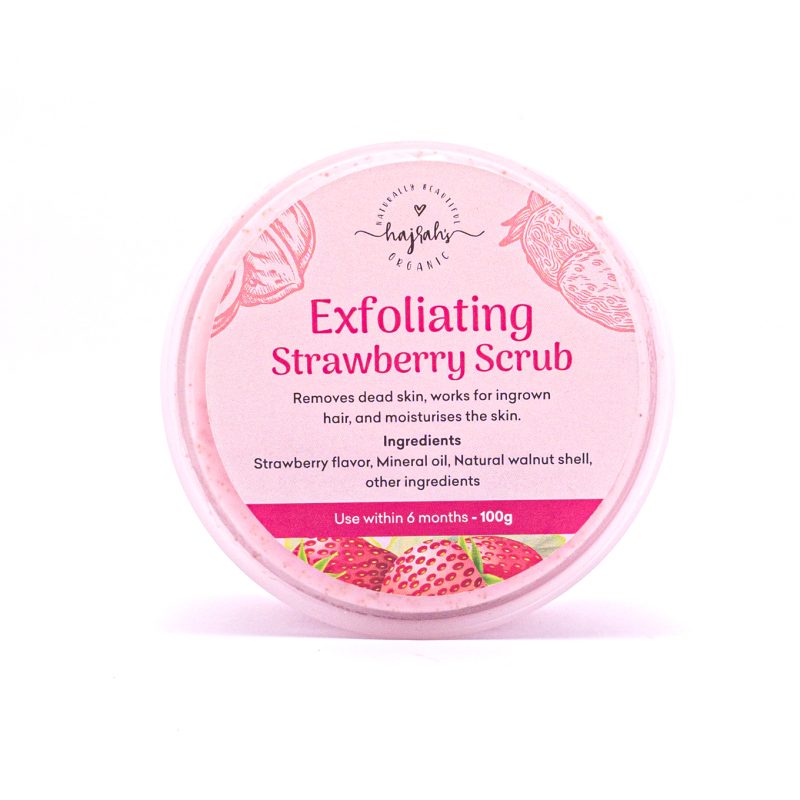 NATURALLY BEAUTIFUL
hajrah's
ORGANIC
Exfoliating
Strawberry Scrub
Removes dead skin, works for ingrown
hair, and moisturises the skin.
Ingredients
Strawberry flavor, Mineral oil, Natural walnut shell,
other ingredients
Use within 6 months - 100g